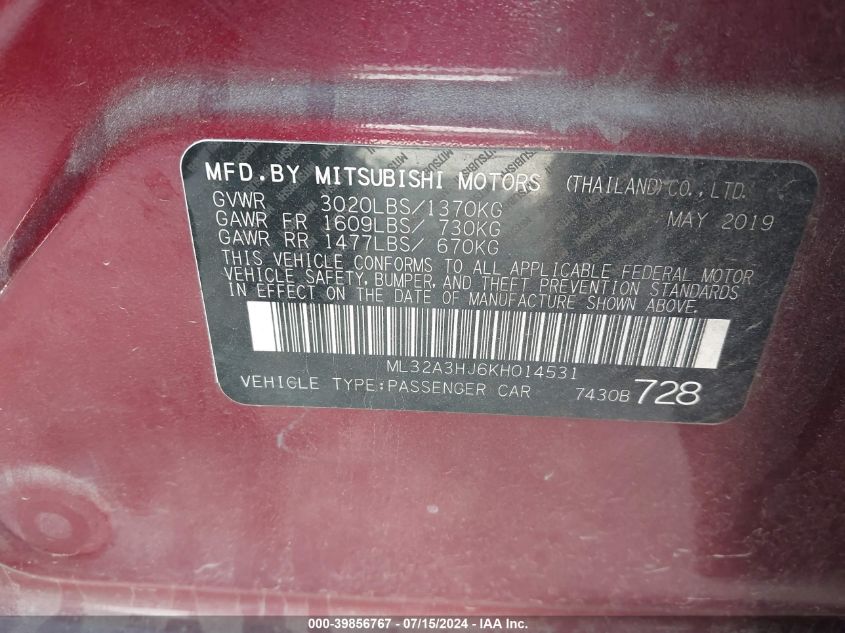 MFD.BY MITSUBISHI MOTORS (THAILAND)CO.,LTD.
GVWR 3020LBS/1370KG MAY 2019
GAWR FR 1609LBS/ 730KG
GAWR RR 1477LBS/ 670KG
THIS VEHICLE CONFORMS TO ALL APPLICABLE FEDERAL MOTOR
VEHICLE SAFETY, BUMPER, AND THEFT PREVENTION STANDARDS
IN EFFECT ON THE DATE OF MANUFACTURE SHOWN ABOVE.
ML32A3HJ6KH014531
VEHICLE TYPE:PASSENGER CAR 7430B 728
000-39856767 - 07/15/2024 - IAA Inc.